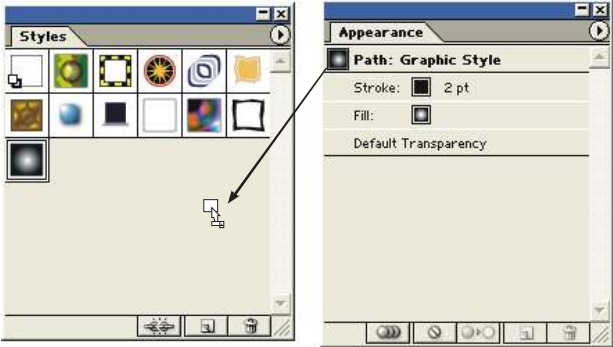 Styles
Appearance
Path: Graphic Style
Stroke: 2 pt
Fill:
Default Transparency